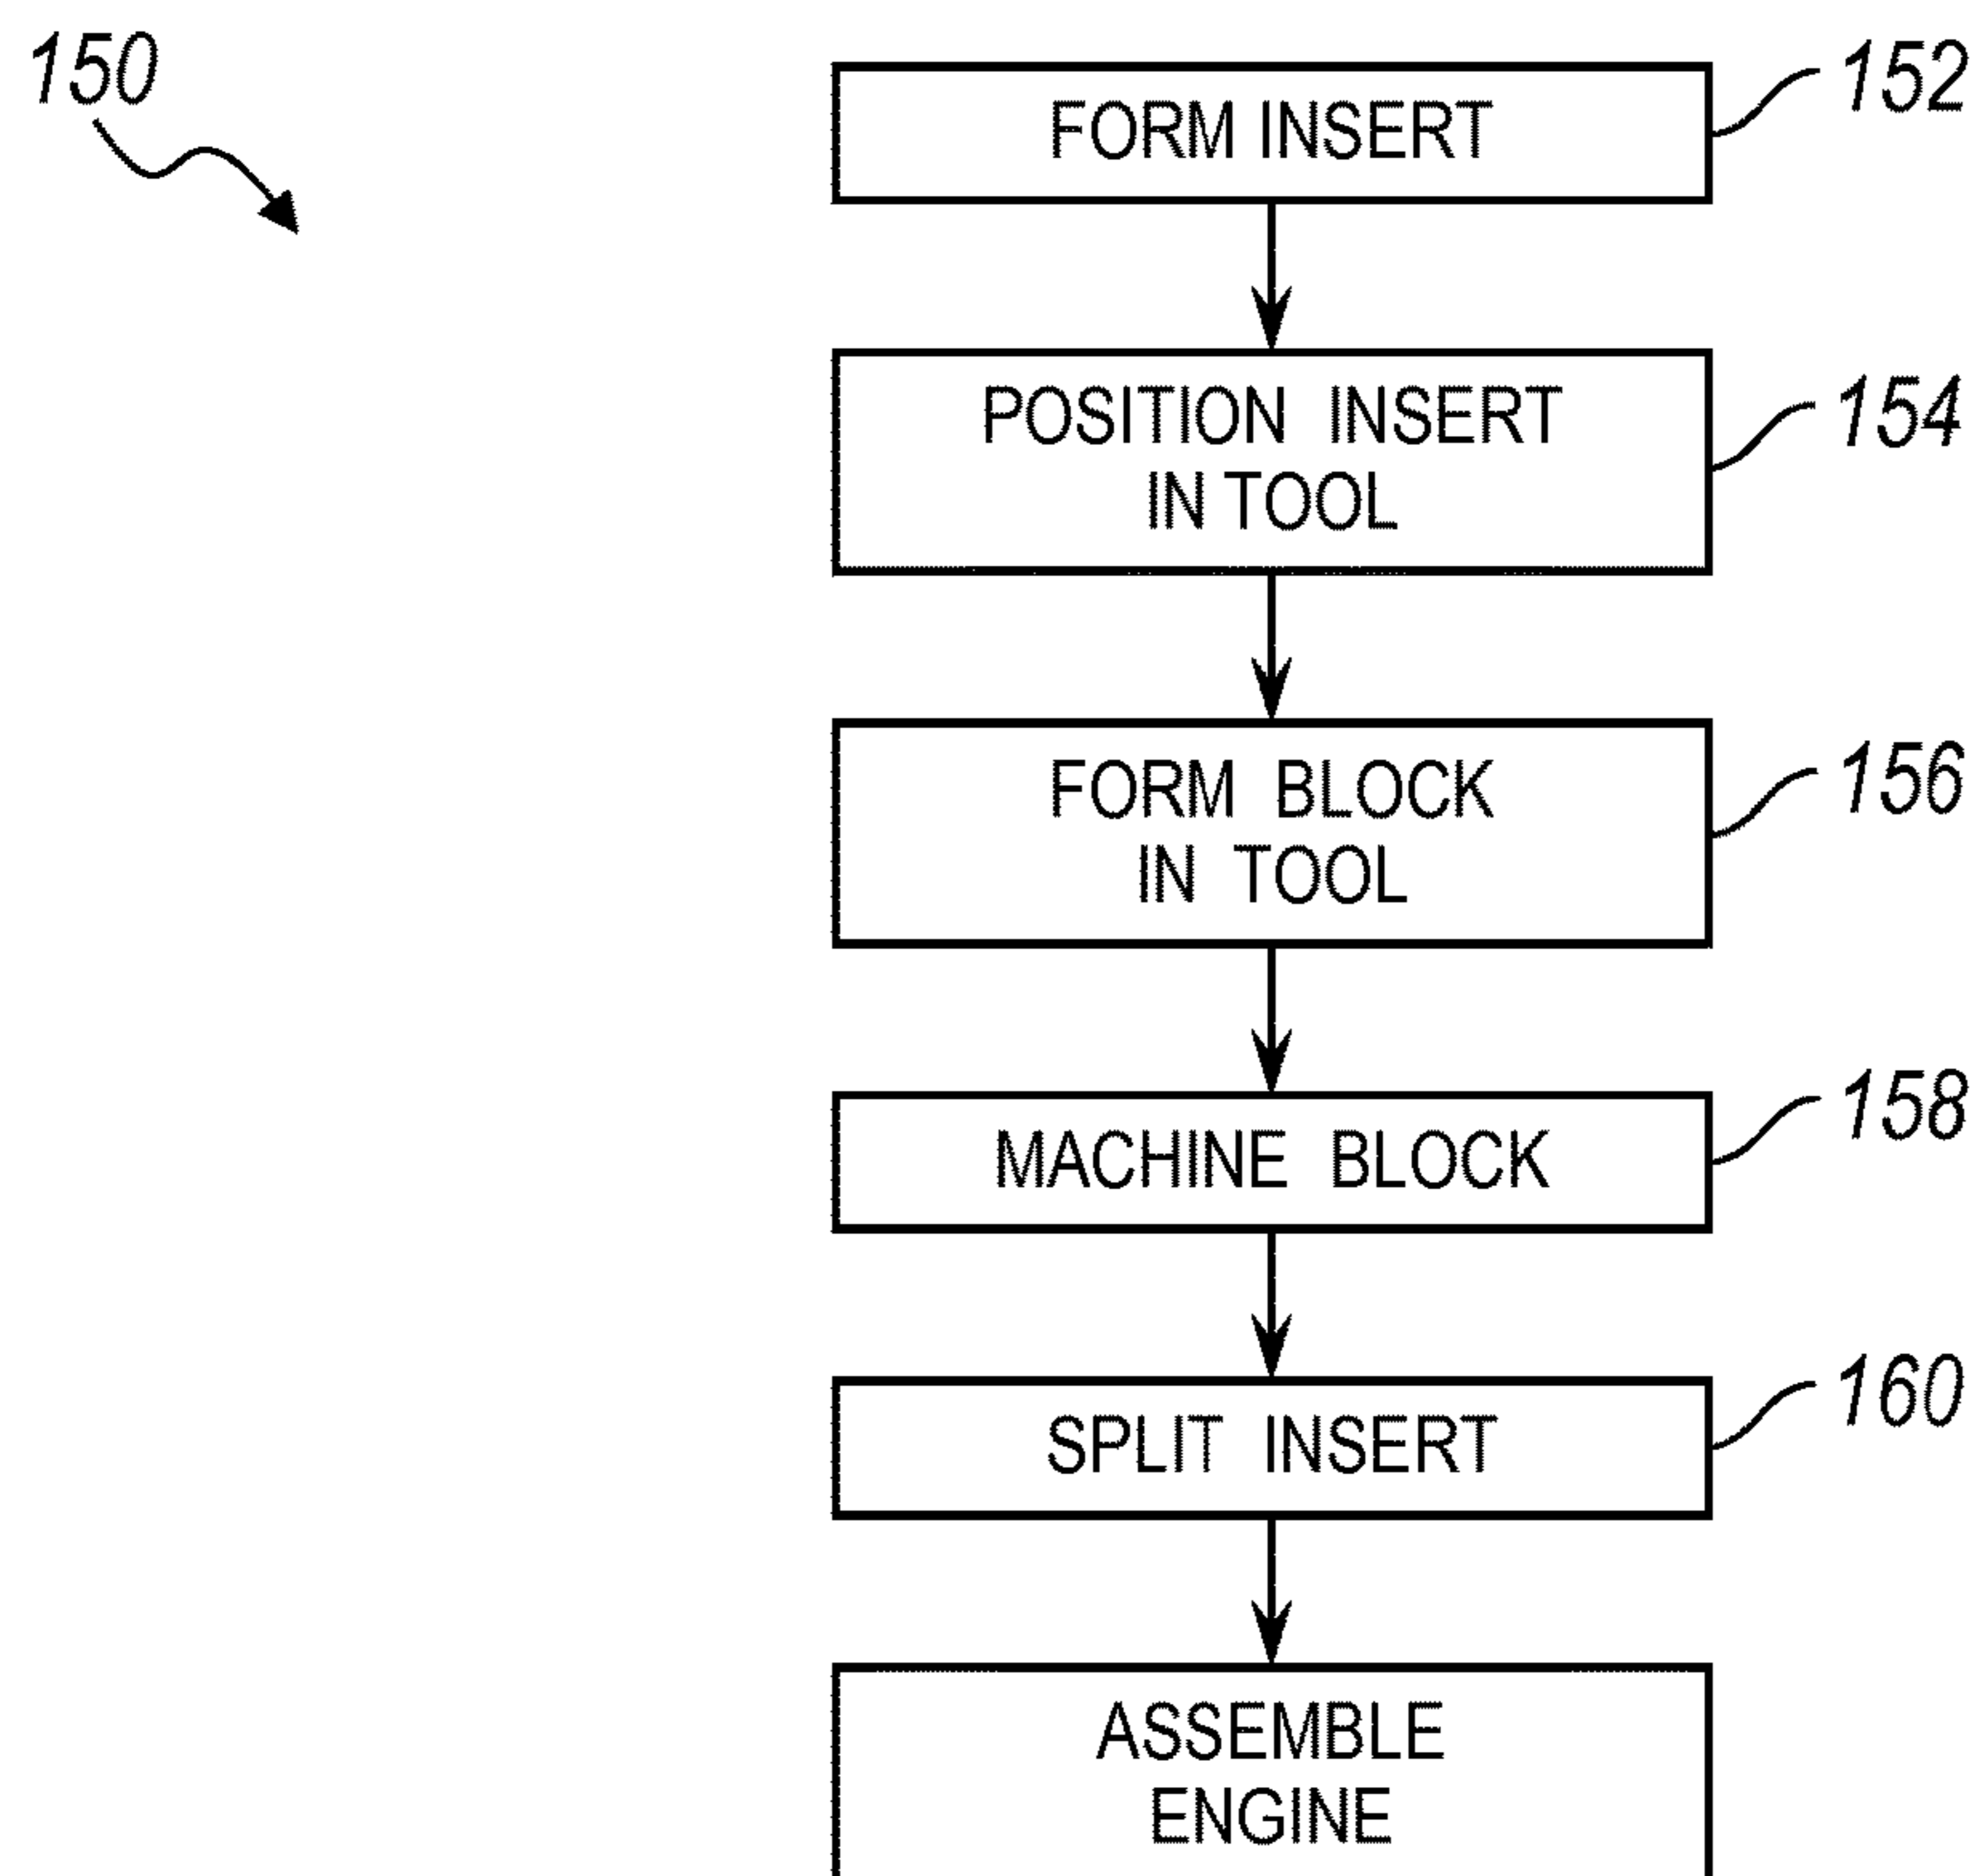 150
FORM INSERT
152
POSITION INSERT
IN TOOL
154
FORM BLOCK
IN TOOL
156
MACHINE BLOCK
158
SPLIT INSERT
160
ASSEMBLE
ENGINE